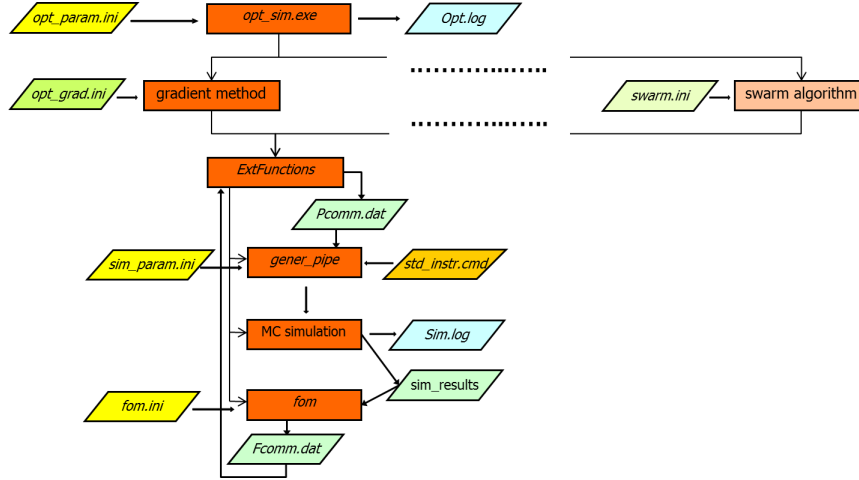 opt_param.ini
opt_sim.exe
Opt.log
opt_grad.ini
gradient method
swarm.ini
swarm algorithm
ExtFunctions
Pcomm.dat
sim_param.ini
gener_pipe
std_instr.cmd
MC simulation
Sim.log
sim_results
fom.ini
fom
Fcomm.dat